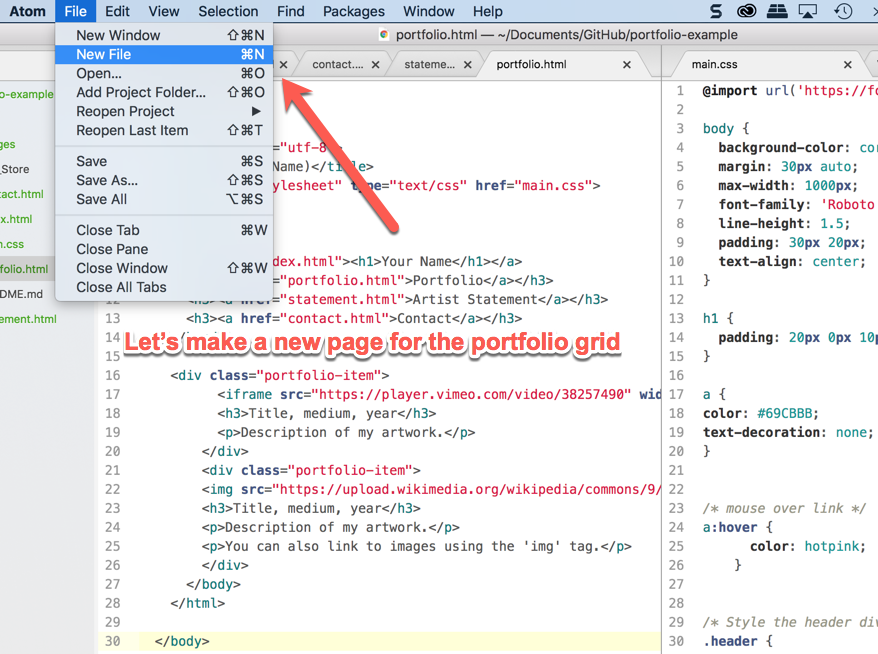 Atom File Edit View Selection Find Packages Window Help
portfolio.html — ~/Documents/GitHub/portfolio-example
New Window ⇧⌘N
New File ⌘N
Open... ⌘O
Add Project Folder... ⇧⌘O
Reopen Project ▶
Reopen Last Item ⇧⌘T
Save ⌘S
Save As... ⇧⌘S
Save All ⌥⌘S
Close Tab ⌘W
Close Pane
Close Window ⇧⌘W
Close All Tabs
o-example
ges
_Store
tact.html
x.html
n.css
folio.html
DME.md
ement.html
contact.... × stateme... × portfolio.html ×
="utf-8
Name)</title>
ylesheet" type="text/css" href="main.css">
dex.html"><h1>Your Name</h1></a>
"portfolio.html">Portfolio</a></h3>
12 <h3><a href="statement.html">Artist Statement</a></h3>
13 <h3><a href="contact.html">Contact</a></h3>
14
Let's make a new page for the portfolio grid
15
16 <div class="portfolio-item">
17 <iframe src="https://player.vimeo.com/video/38257490" wid
18 <h3>Title, medium, year</h3>
19 <p>Description of my artwork.</p>
20 </div>
21 <div class="portfolio-item">
22 <img src="https://upload.wikimedia.org/wikipedia/commons/9/
23 <h3>Title, medium, year</h3>
24 <p>Description of my artwork.</p>
25 <p>You can also link to images using the 'img' tag.</p>
26 </div>
27 </body>
28 </html>
29
30 </body>
main.css ×
1 @import url('https://fo
2
3 body {
4 background-color: cor
5 margin: 30px auto;
6 max-width: 1000px;
7 font-family: 'Roboto
8 line-height: 1.5;
9 padding: 30px 20px;
10 text-align: center;
11 }
12
13 h1 {
14 padding: 20px 0px 10p
15 }
16
17 a {
18 color: #69CBBB;
19 text-decoration: none;
20 }
21
22
23 /* mouse over link */
24 a:hover {
25 color: hotpink;
26 }
27
28
29 /* Style the header div
30 .header {